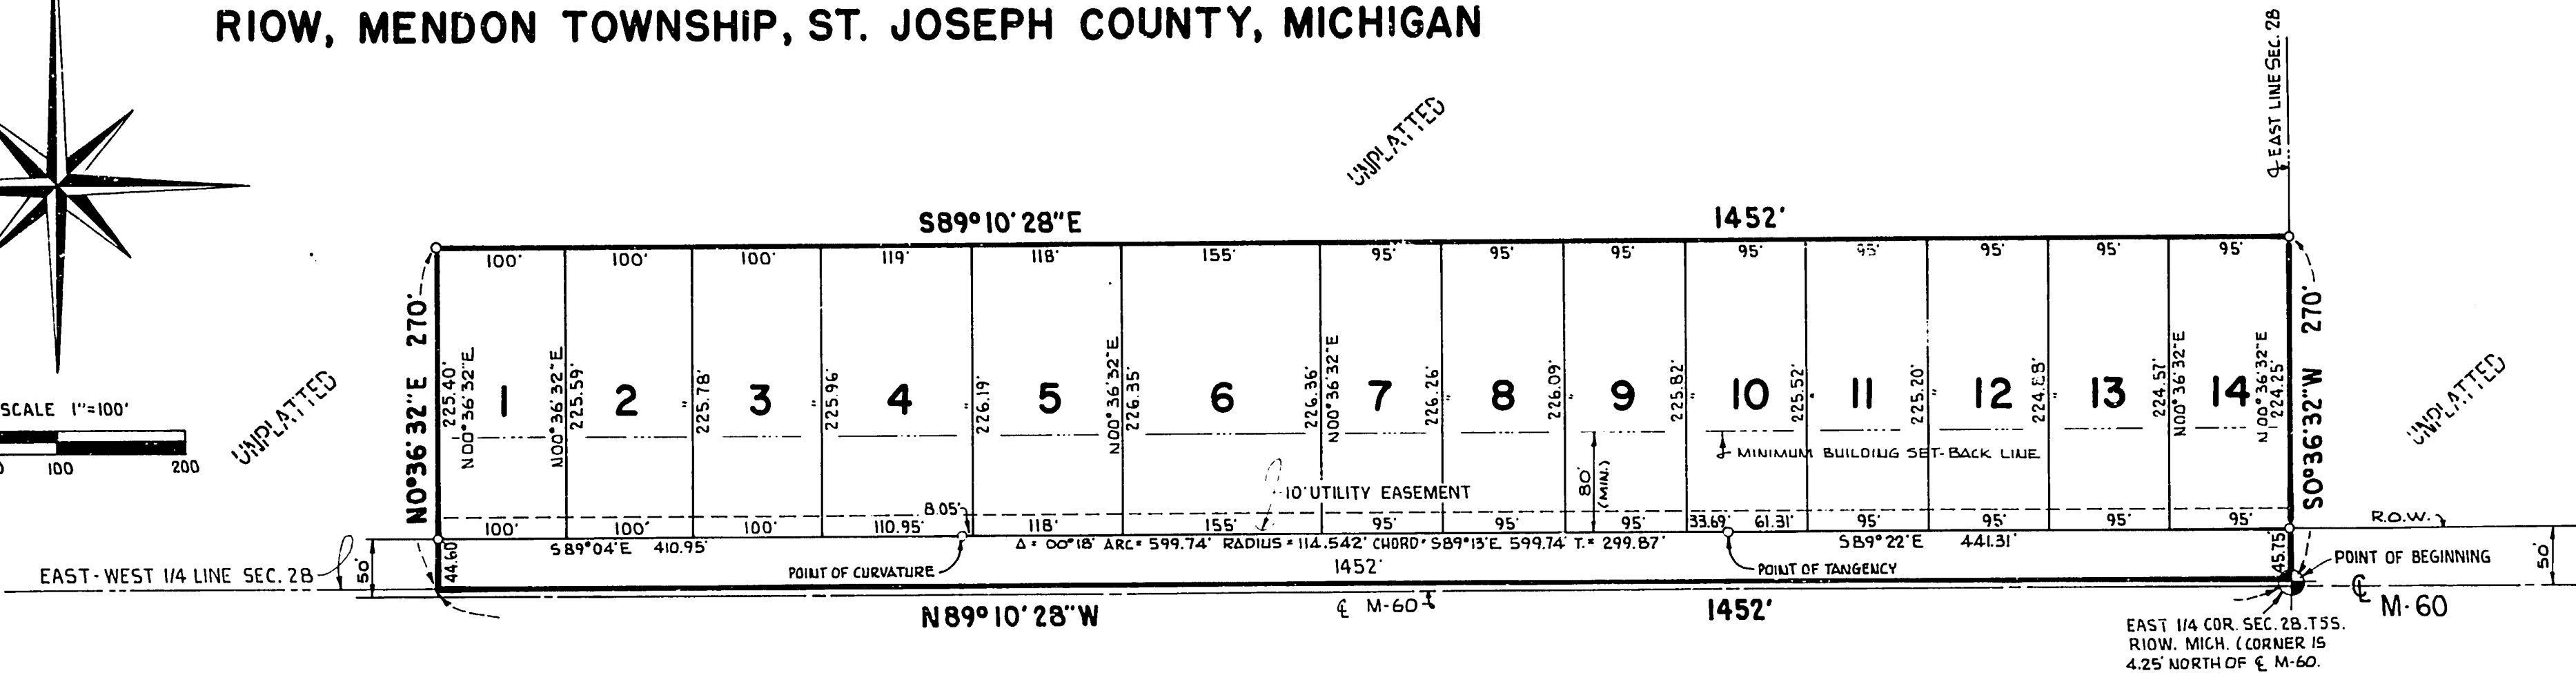 RIOW, MENDON TOWNSHIP, ST. JOSEPH COUNTY, MICHIGAN
EAST LINE SEC. 28
UNPLATTED
S89°10'28"E 1452'
100' 100' 100' 119' 118' 155' 95' 95' 95' 95' 95' 95' 95' 95'
N0°36'32"E 270'
225.40'
N00°36'32"E
1
N00°36'32"E
225.59'
2
"
225.78'
3
"
225.96'
4
"
226.19'
5
N00°36'32"E
226.35'
6
226.36'
N00°36'32"E
7
226.26'
"
8
226.09'
"
9
225.82'
"
10
225.52'
"
11
225.20'
"
12
224.88'
"
13
224.57'
N00°36'32"E
14
N00°36'32"E
224.25'
S0°36'32"W 270'
SCALE 1"=100'
0 100 200
UNPLATTED
UNPLATTED
MINIMUM BUILDING SET-BACK LINE
80'
(MIN.)
10' UTILITY EASEMENT
8.05'
100' 100' 100' 110.95' 118' 155' 95' 95' 95' 33.69' 61.31' 95' 95' 95' 95'
R.O.W.
S89°04'E 410.95'
Δ = 00°18' ARC = 599.74' RADIUS = 114.542' CHORD = S89°13'E 599.74' T. = 299.87'
S89°22'E 441.31'
44.60'
50'
45.75'
50'
EAST-WEST 1/4 LINE SEC. 28
POINT OF CURVATURE
1452'
POINT OF TANGENCY
POINT OF BEGINNING
N89°10'28"W
℄ M-60
1452'
℄ M-60
EAST 1/4 COR. SEC. 28. T5S.
RIOW. MICH. (CORNER IS
4.25' NORTH OF ℄ M-60.